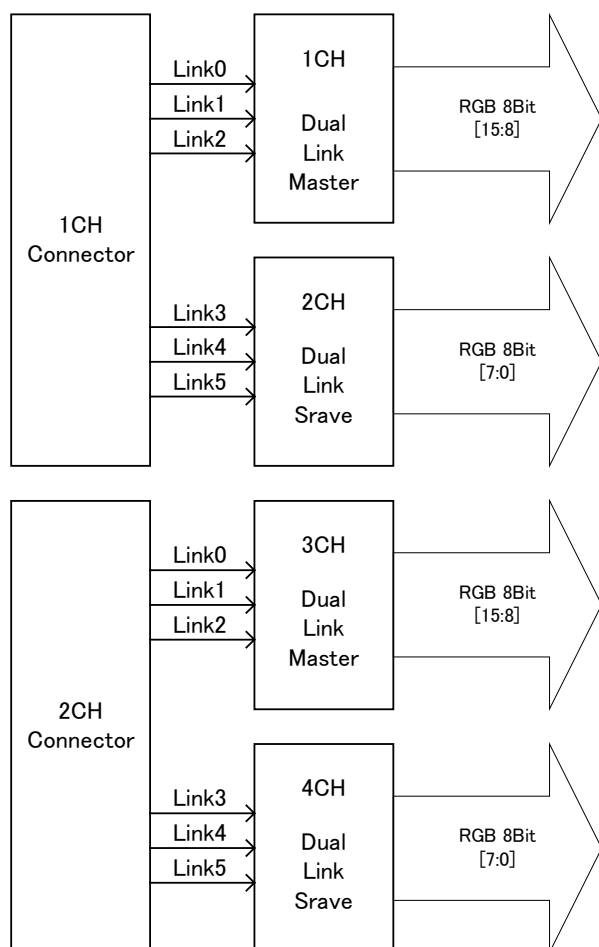 1CH
Connector
Link0
Link1
Link2
1CH
Dual
Link
Master
RGB 8Bit
[15:8]
Link3
Link4
Link5
2CH
Dual
Link
Srave
RGB 8Bit
[7:0]
2CH
Connector
Link0
Link1
Link2
3CH
Dual
Link
Master
RGB 8Bit
[15:8]
Link3
Link4
Link5
4CH
Dual
Link
Srave
RGB 8Bit
[7:0]